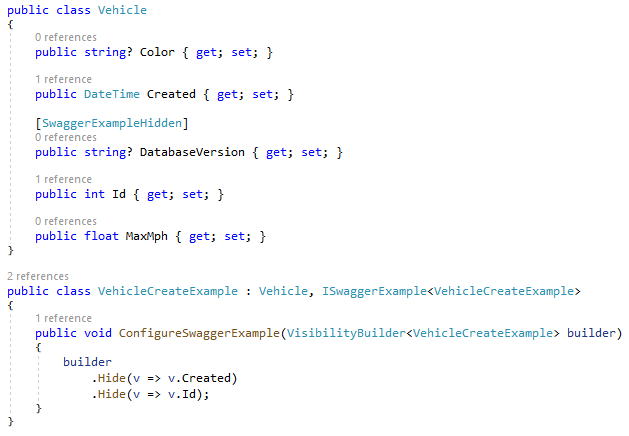 public class Vehicle
{
0 references
public string? Color { get; set; }
1 reference
public DateTime Created { get; set; }
[SwaggerExampleHidden]
0 references
public string? DatabaseVersion { get; set; }
1 reference
public int Id { get; set; }
0 references
public float MaxMph { get; set; }
}
2 references
public class VehicleCreateExample : Vehicle, ISwaggerExample<VehicleCreateExample>
{
1 reference
public void ConfigureSwaggerExample(VisibilityBuilder<VehicleCreateExample> builder)
{
builder
.Hide(v => v.Created)
.Hide(v => v.Id);
}
}